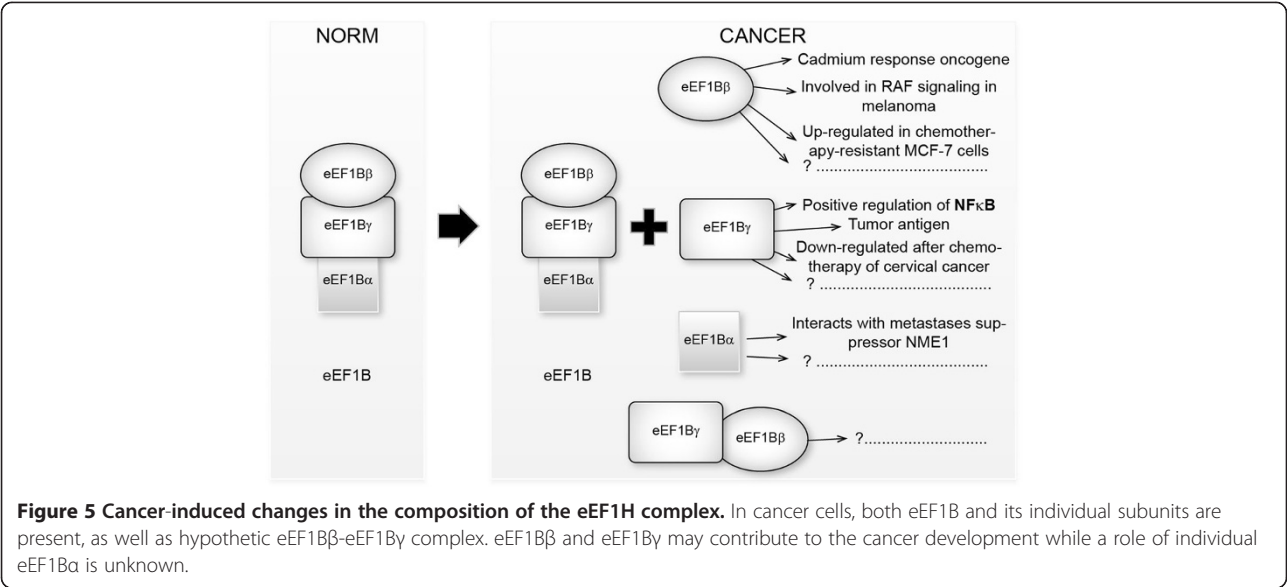 NORM
eEF1Bβ
eEF1Bγ
eEF1Bα
eEF1B
CANCER
eEF1Bβ
Cadmium response oncogene
Involved in RAF signaling in
melanoma
Up-regulated in chemother-
apy-resistant MCF-7 cells
? ......................................
eEF1Bβ
eEF1Bγ
eEF1Bα
eEF1B
eEF1Bγ
Positive regulation of NFκB
Tumor antigen
Down-regulated after chemo-
therapy of cervical cancer
? ......................................
eEF1Bα
Interacts with metastases sup-
pressor NME1
? ......................................
eEF1Bγ
eEF1Bβ
?...........................
Figure 5 Cancer-induced changes in the composition of the eEF1H complex. In cancer cells, both eEF1B and its individual subunits are
present, as well as hypothetic eEF1Bβ-eEF1Bγ complex. eEF1Bβ and eEF1Bγ may contribute to the cancer development while a role of individual
eEF1Bα is unknown.